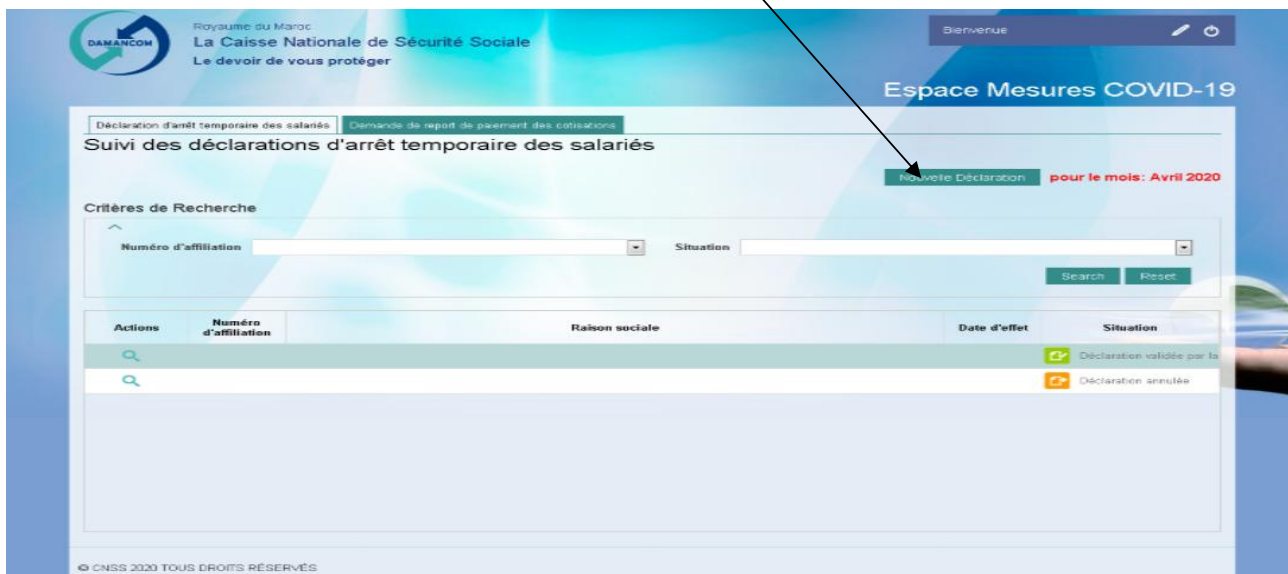 DAMANCOM
Royaume du Maroc
La Caisse Nationale de Sécurité Sociale
Le devoir de vous protéger
Bienvenue
Espace Mesures COVID-19
Déclaration d'arrêt temporaire des salariés Demande de report de paiement des cotisations
Suivi des déclarations d'arrêt temporaire des salariés
Nouvelle Déclaration pour le mois: Avril 2020
Critères de Recherche
Numéro d'affiliation Situation
Search Reset
Actions Numéro d'affiliation Raison sociale Date d'effet Situation
Déclaration validée par la
Déclaration annulée
© CNSS 2020 TOUS DROITS RÉSERVÉS